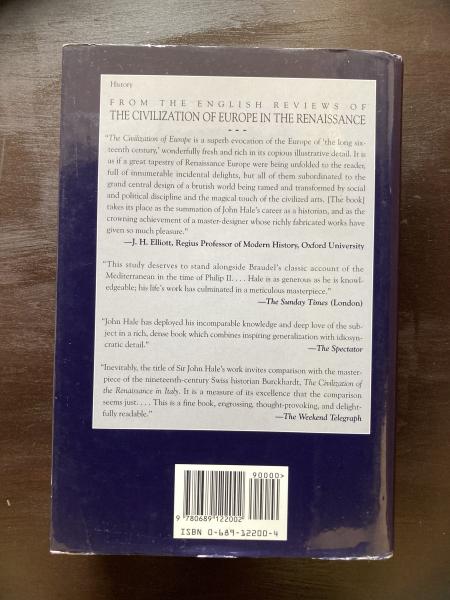 History
FROM THE ENGLISH REVIEWS OF
THE CIVILIZATION OF EUROPE IN THE RENAISSANCE
- - -
"The Civilization of Europe is a superb evocation of the Europe of 'the long six-
teenth century,' wonderfully fresh and rich in its copious illustrative detail. It is
as if a great tapestry of Renaissance Europe were being unfolded to the reader,
full of innumerable incidental delights, but all of them subordinated to the
grand central design of a brutish world being tamed and transformed by social
and political discipline and the magical touch of the civilized arts. [The book]
takes its place as the summation of John Hale's career as a historian, and as the
crowning achievement of a master-designer whose richly fabricated works have
given so much pleasure."
—J. H. Elliott, Regius Professor of Modern History, Oxford University
"This study deserves to stand alongside Braudel's classic account of the
Mediterranean in the time of Philip II. . . . Hale is as generous as he is knowl-
edgeable; his life's work has culminated in a meticulous masterpiece."
—The Sunday Times (London)
"John Hale has deployed his incomparable knowledge and deep love of the sub-
ject in a rich, dense book which combines inspiring generalization with idiosyn-
cratic detail."
—The Spectator
"Inevitably, the title of Sir John Hale's work invites comparison with the master-
piece of the nineteenth-century Swiss historian Burckhardt, The Civilization of
the Renaissance in Italy. It is a measure of its excellence that the comparison
seems just. . . . This is a fine book, engrossing, thought-provoking, and delight-
fully readable."
—The Weekend Telegraph
90000>
9 780689 122002
ISBN 0-689-12200-4